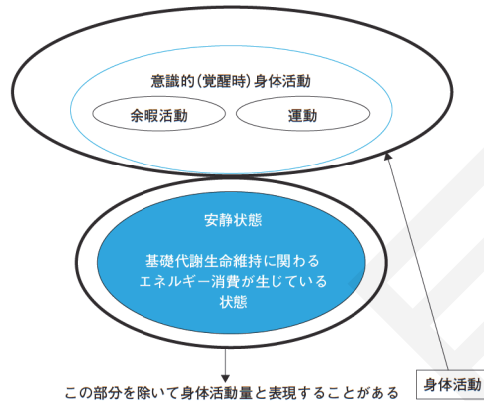 意識的(覚醒時)身体活動
余暇活動
運動
安静状態
基礎代謝生命維持に関わる
エネルギー消費が生じている
状態
この部分を除いて身体活動量と表現することがある
身体活動